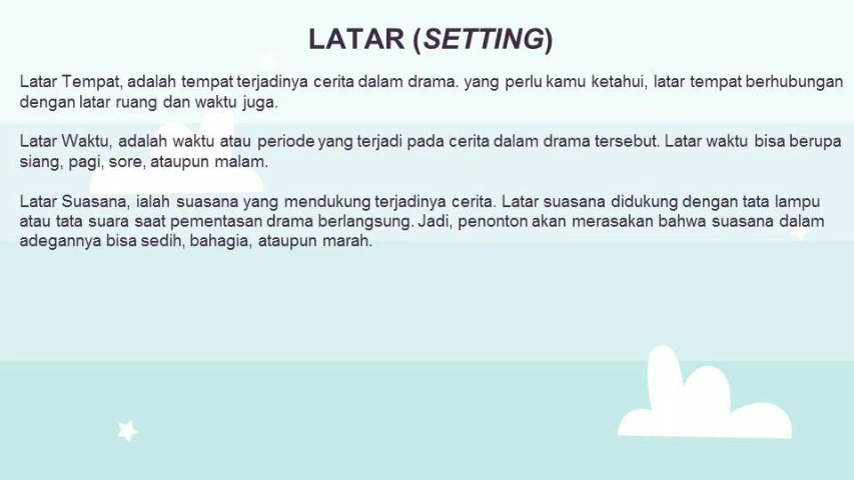 LATAR (SETTING)
Latar Tempat, adalah tempat terjadinya cerita dalam drama. yang perlu kamu ketahui, latar tempat berhubungan
dengan latar ruang dan waktu juga.
Latar Waktu, adalah waktu atau periode yang terjadi pada cerita dalam drama tersebut. Latar waktu bisa berupa
siang, pagi, sore, ataupun malam.
Latar Suasana, ialah suasana yang mendukung terjadinya cerita. Latar suasana didukung dengan tata lampu
atau tata suara saat pementasan drama berlangsung. Jadi, penonton akan merasakan bahwa suasana dalam
adegannya bisa sedih, bahagia, ataupun marah.